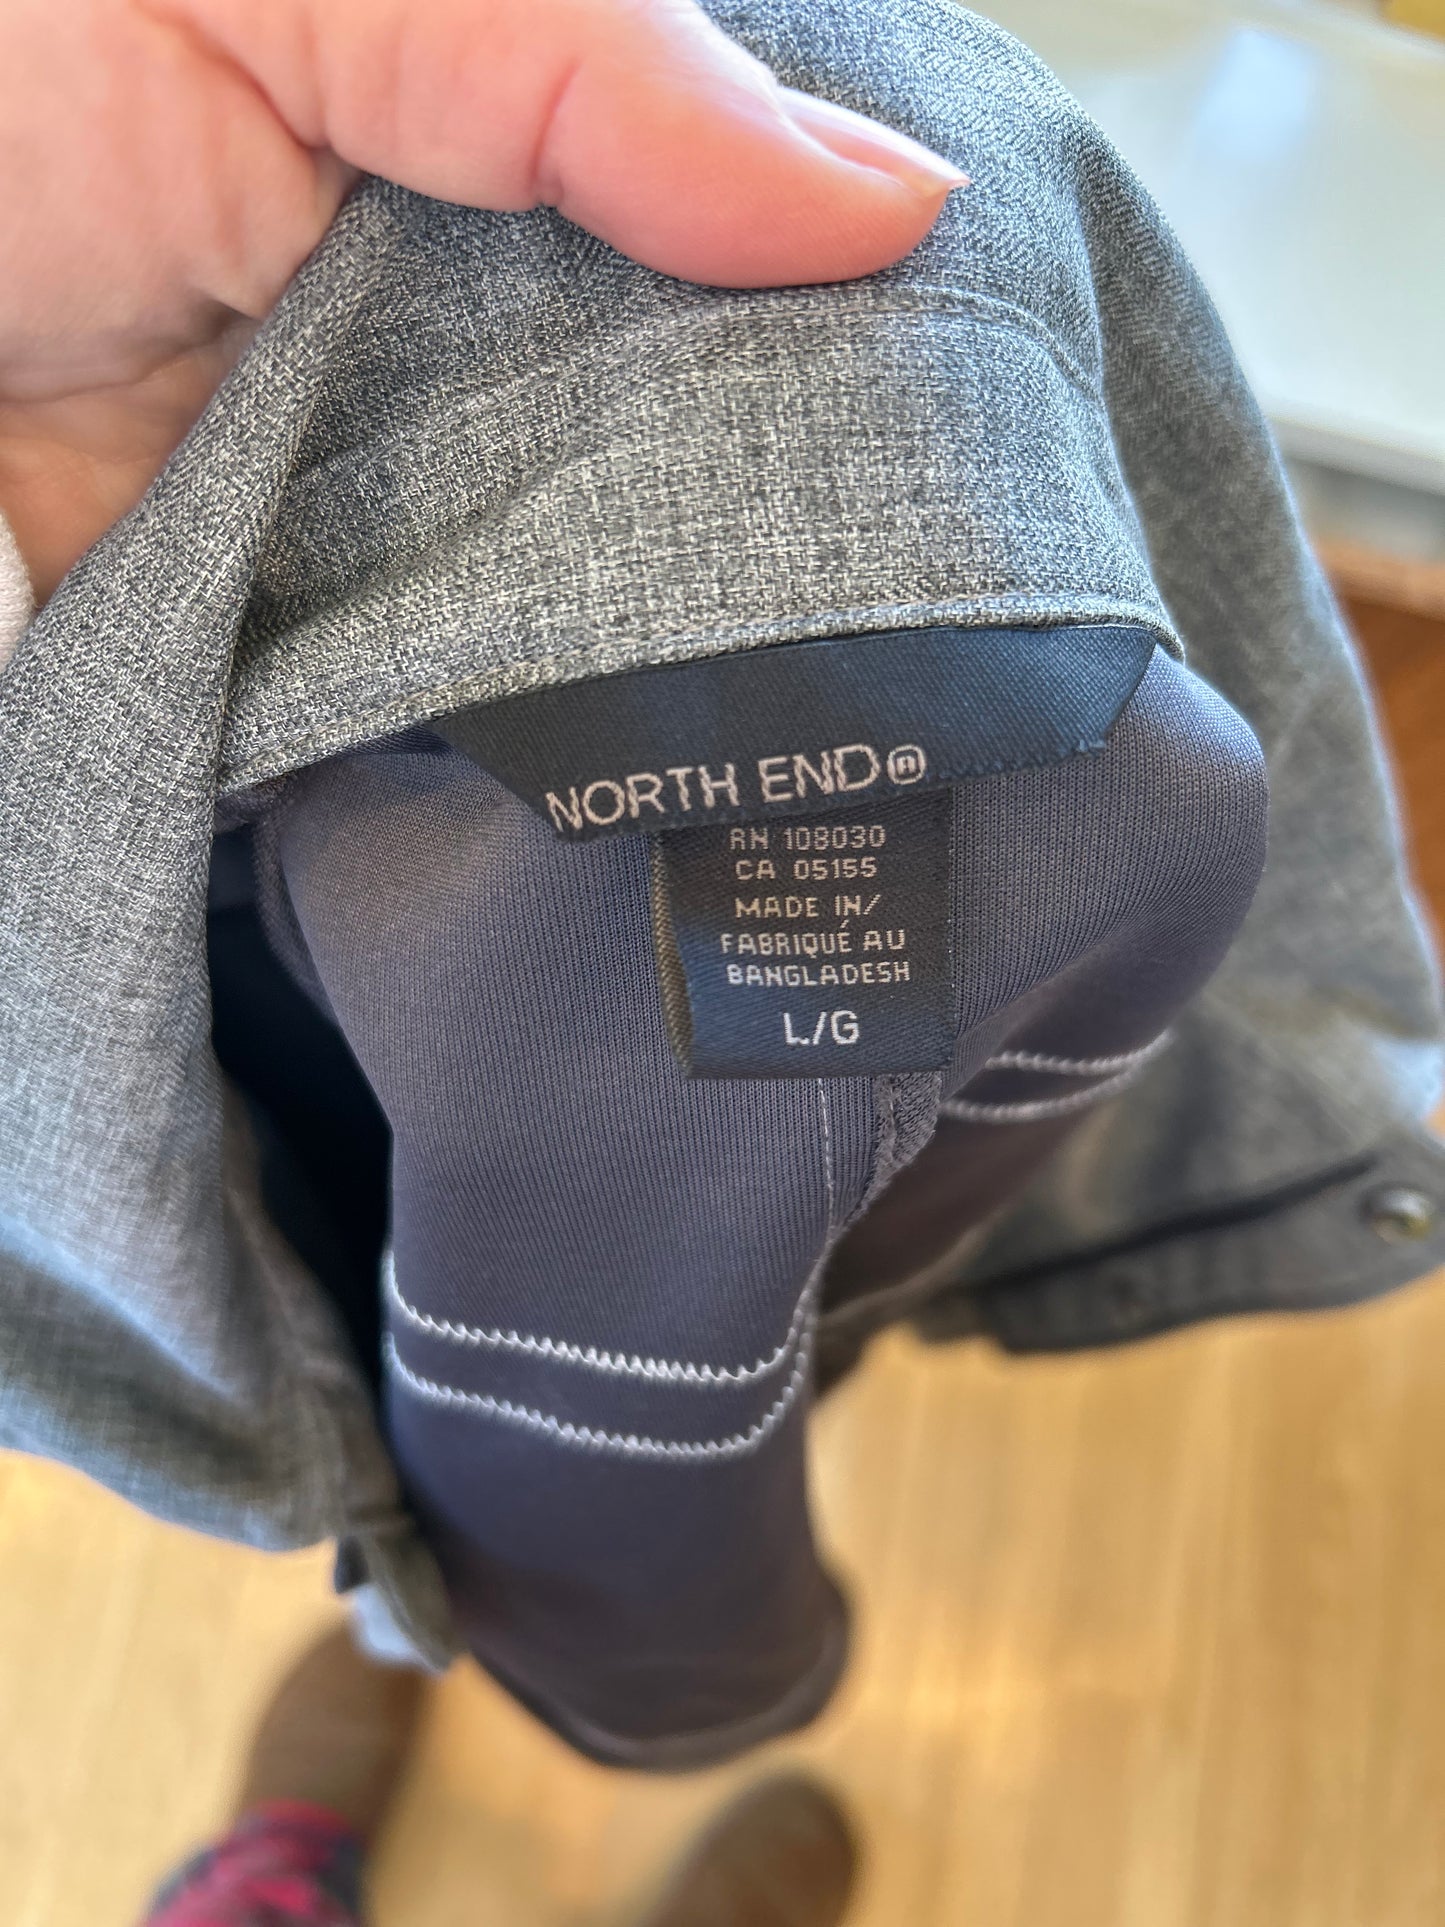 NORTH END n
RN 108030
CA 05155
MADE IN/
FABRIQUÉ AU
BANGLADESH
L/G